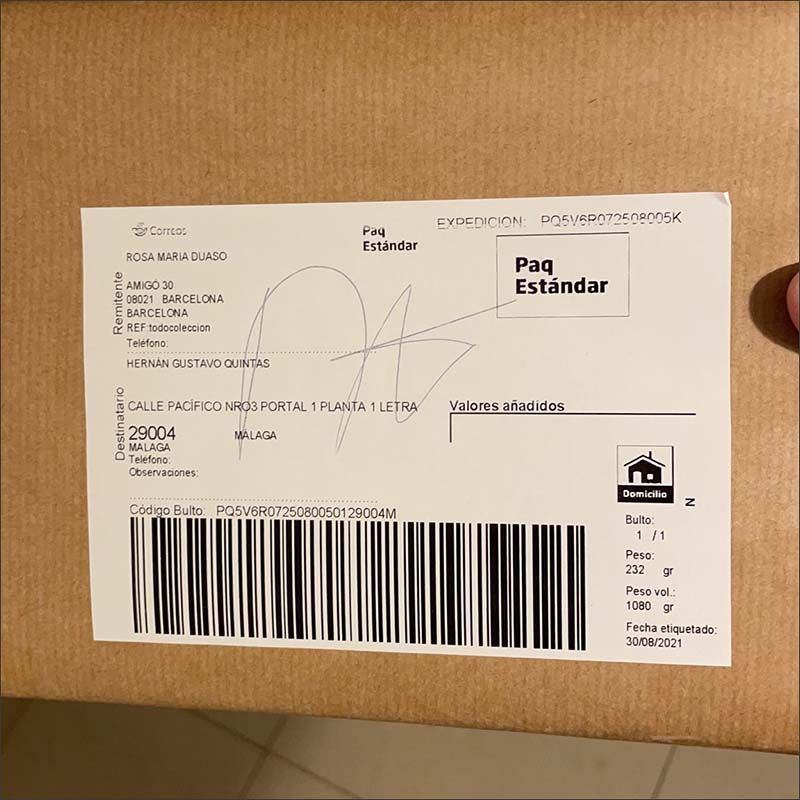 Correos
Paq
Estándar
EXPEDICION: PQ5V6R072508005K
Paq
Estándar
Remitente
ROSA MARIA DUASO
AMIGÓ 30
08021 BARCELONA
BARCELONA
REF:todocoleccion
Teléfono:
Destinatario
HERNÁN GUSTAVO QUINTAS
CALLE PACÍFICO NRO3 PORTAL 1 PLANTA 1 LETRA
29004 MALAGA
MALAGA
Teléfono:
Observaciones:
Valores añadidos
Domicilio
N
Código Bulto: PQ5V6R0725080050129004M
Bulto:
1 / 1
Peso:
232 gr
Peso vol.:
1080 gr
Fecha etiquetado:
30/08/2021